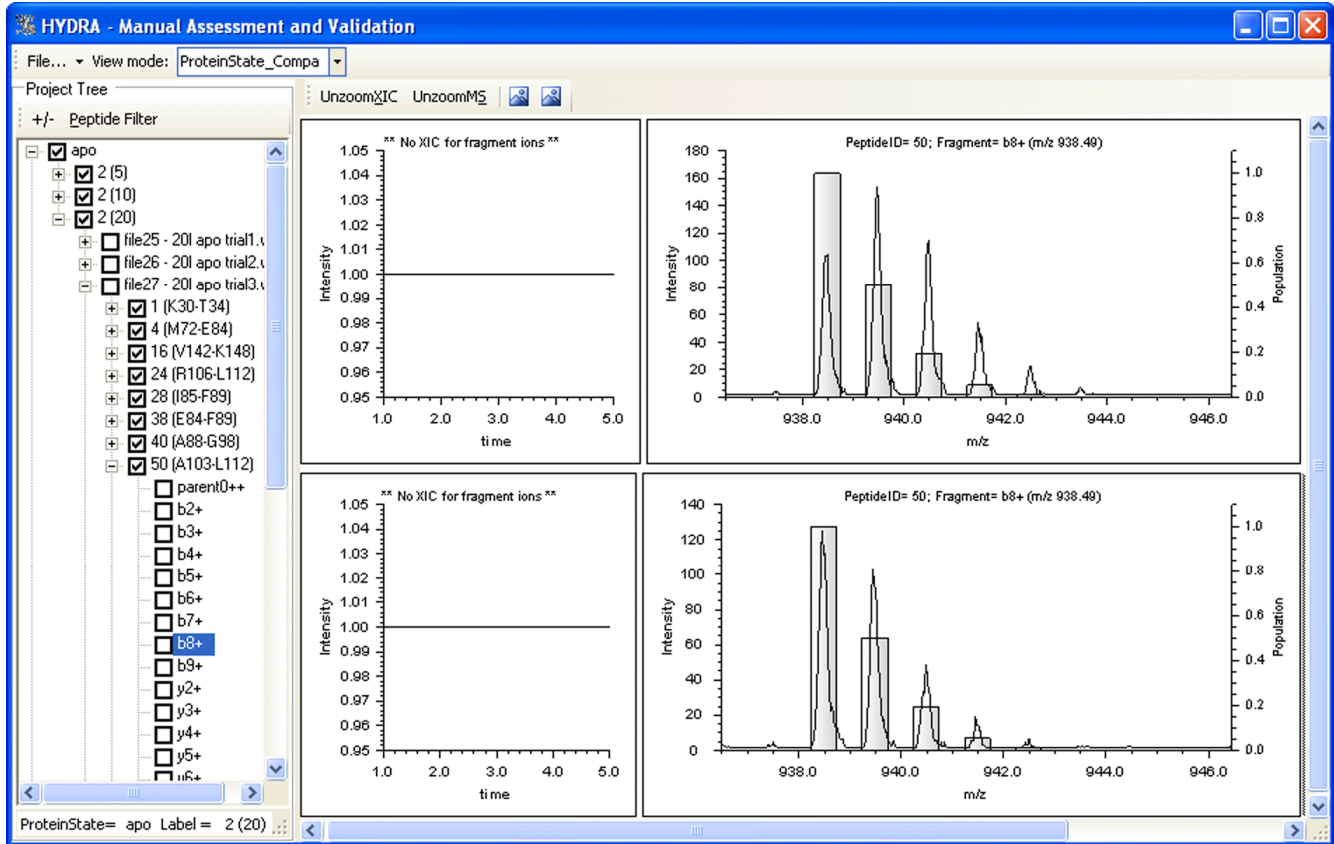 HYDRA - Manual Assessment and Validation
File... View mode: ProteinState_Compa
Project Tree
+/- Peptide Filter
apo
2 (5)
2 (10)
2 (20)
file25 - 20l apo trial1.
file26 - 20l apo trial2.
file27 - 20l apo trial3.
1 (K30-T34)
4 (M72-E84)
16 (V142-K148)
24 (R106-L112)
28 (I85-F89)
38 (E84-F89)
40 (A88-G98)
50 (A103-L112)
parent0++
b2+
b3+
b4+
b5+
b6+
b7+
b8+
b9+
y2+
y3+
y4+
y5+
y6+
ProteinState= apo Label = 2 (20)
UnzoomXIC UnzoomMS
** No XIC for fragment ions **
1.05
1.04
1.03
1.02
1.01
1.00
0.99
0.98
0.97
0.96
0.95
Intensity
1.0 2.0 3.0 4.0 5.0
time
PeptideID= 50; Fragment= b8+ (m/z 938.49)
180
160
140
120
100
80
60
40
20
0
Intensity
1.0
0.8
0.6
0.4
0.2
0.0
Population
938.0 940.0 942.0 944.0 946.0
m/z
** No XIC for fragment ions **
1.05
1.04
1.03
1.02
1.01
1.00
0.99
0.98
0.97
0.96
0.95
Intensity
1.0 2.0 3.0 4.0 5.0
time
PeptideID= 50; Fragment= b8+ (m/z 938.49)
140
120
100
80
60
40
20
0
Intensity
1.0
0.8
0.6
0.4
0.2
0.0
Population
938.0 940.0 942.0 944.0 946.0
m/z